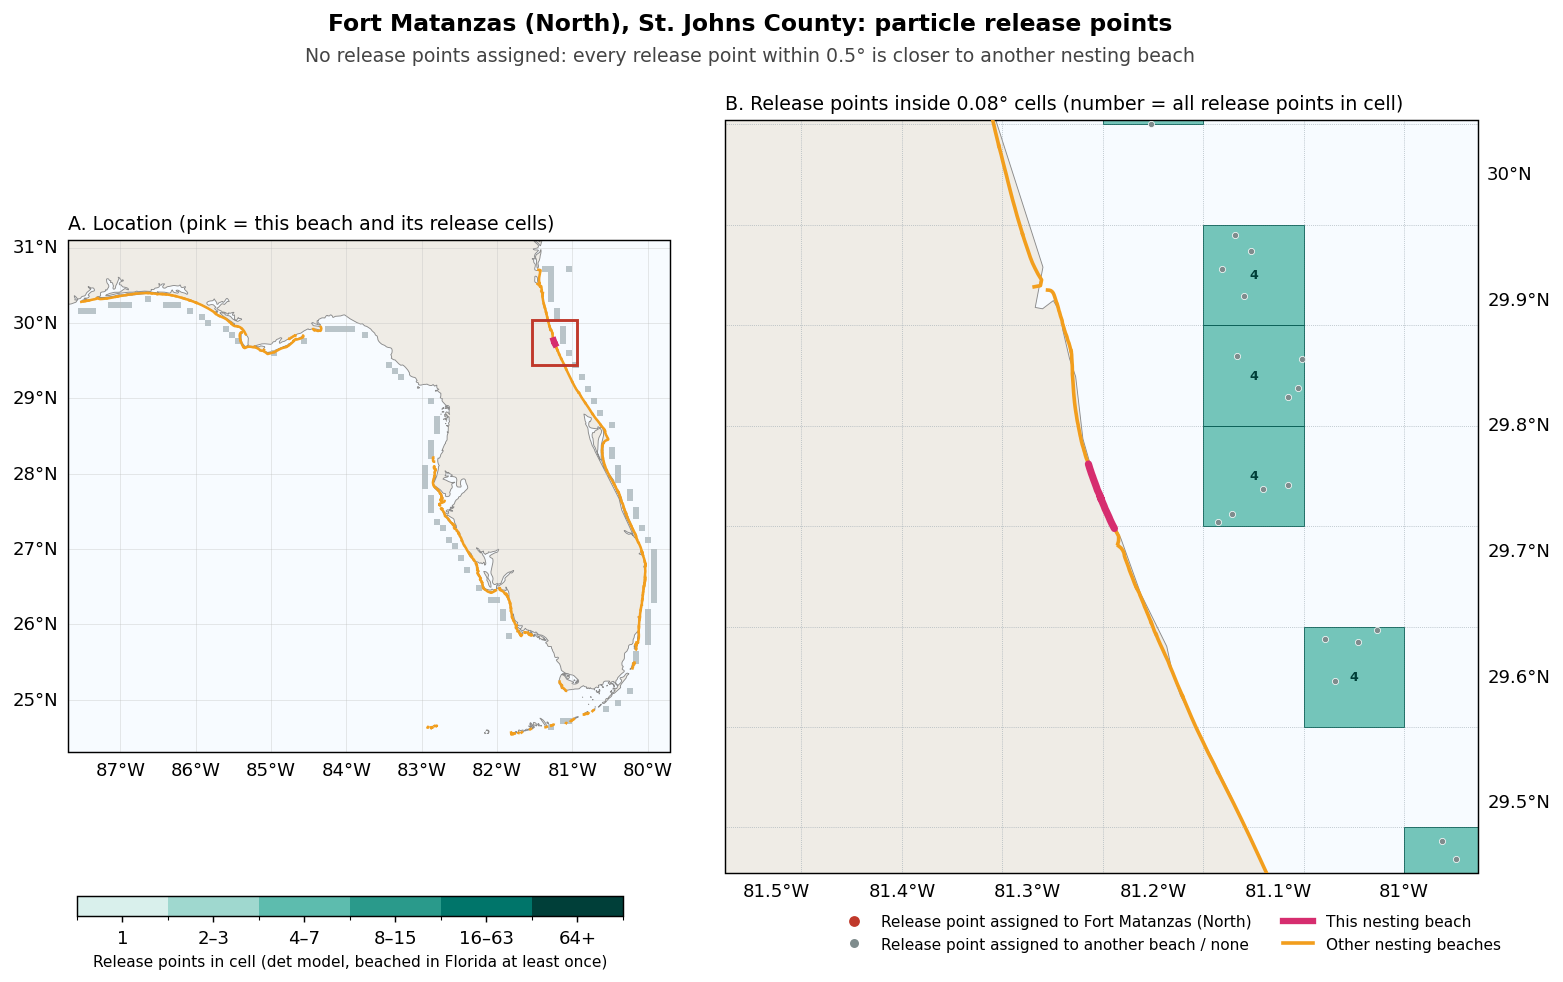 Fort Matanzas (North), St. Johns County: particle release points
No release points assigned: every release point within 0.5° is closer to another nesting beach
A. Location (pink = this beach and its release cells)
31°N
30°N
29°N
28°N
27°N
26°N
25°N
87°W 86°W 85°W 84°W 83°W 82°W 81°W 80°W
B. Release points inside 0.08° cells (number = all release points in cell)
4
4
4
4
30°N
29.9°N
29.8°N
29.7°N
29.6°N
29.5°N
81.5°W 81.4°W 81.3°W 81.2°W 81.1°W 81°W
1 2–3 4–7 8–15 16–63 64+
Release points in cell (det model, beached in Florida at least once)
Release point assigned to Fort Matanzas (North)
Release point assigned to another beach / none
This nesting beach
Other nesting beaches